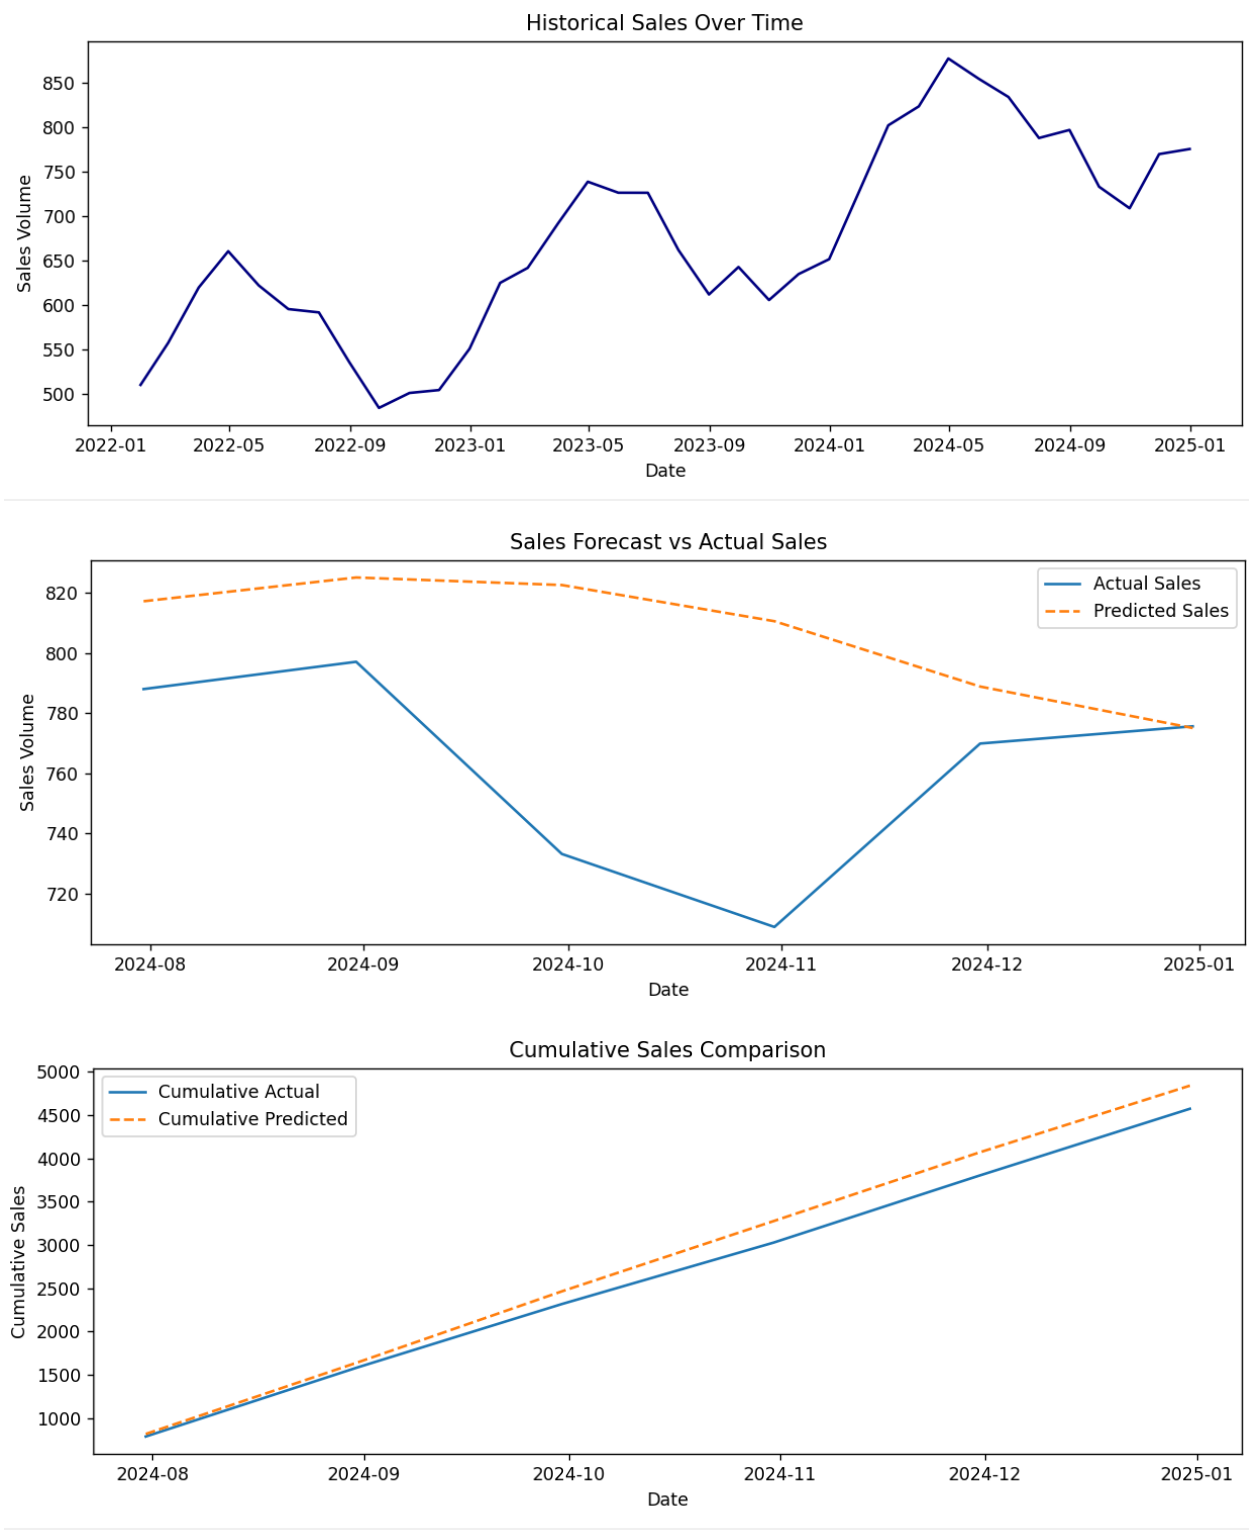 Historical Sales Over Time
850
800
750
700
650
600
550
500
Sales Volume
2022-01 2022-05 2022-09 2023-01 2023-05 2023-09 2024-01 2024-05 2024-09 2025-01
Date
Sales Forecast vs Actual Sales
Actual Sales
Predicted Sales
820
800
780
760
740
720
Sales Volume
2024-08 2024-09 2024-10 2024-11 2024-12 2025-01
Date
Cumulative Sales Comparison
Cumulative Actual
Cumulative Predicted
5000
4500
4000
3500
3000
2500
2000
1500
1000
Cumulative Sales
2024-08 2024-09 2024-10 2024-11 2024-12 2025-01
Date